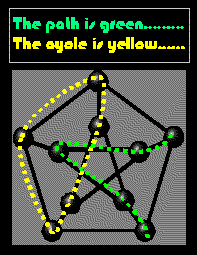 The path is green.........
The cycle is yellow......